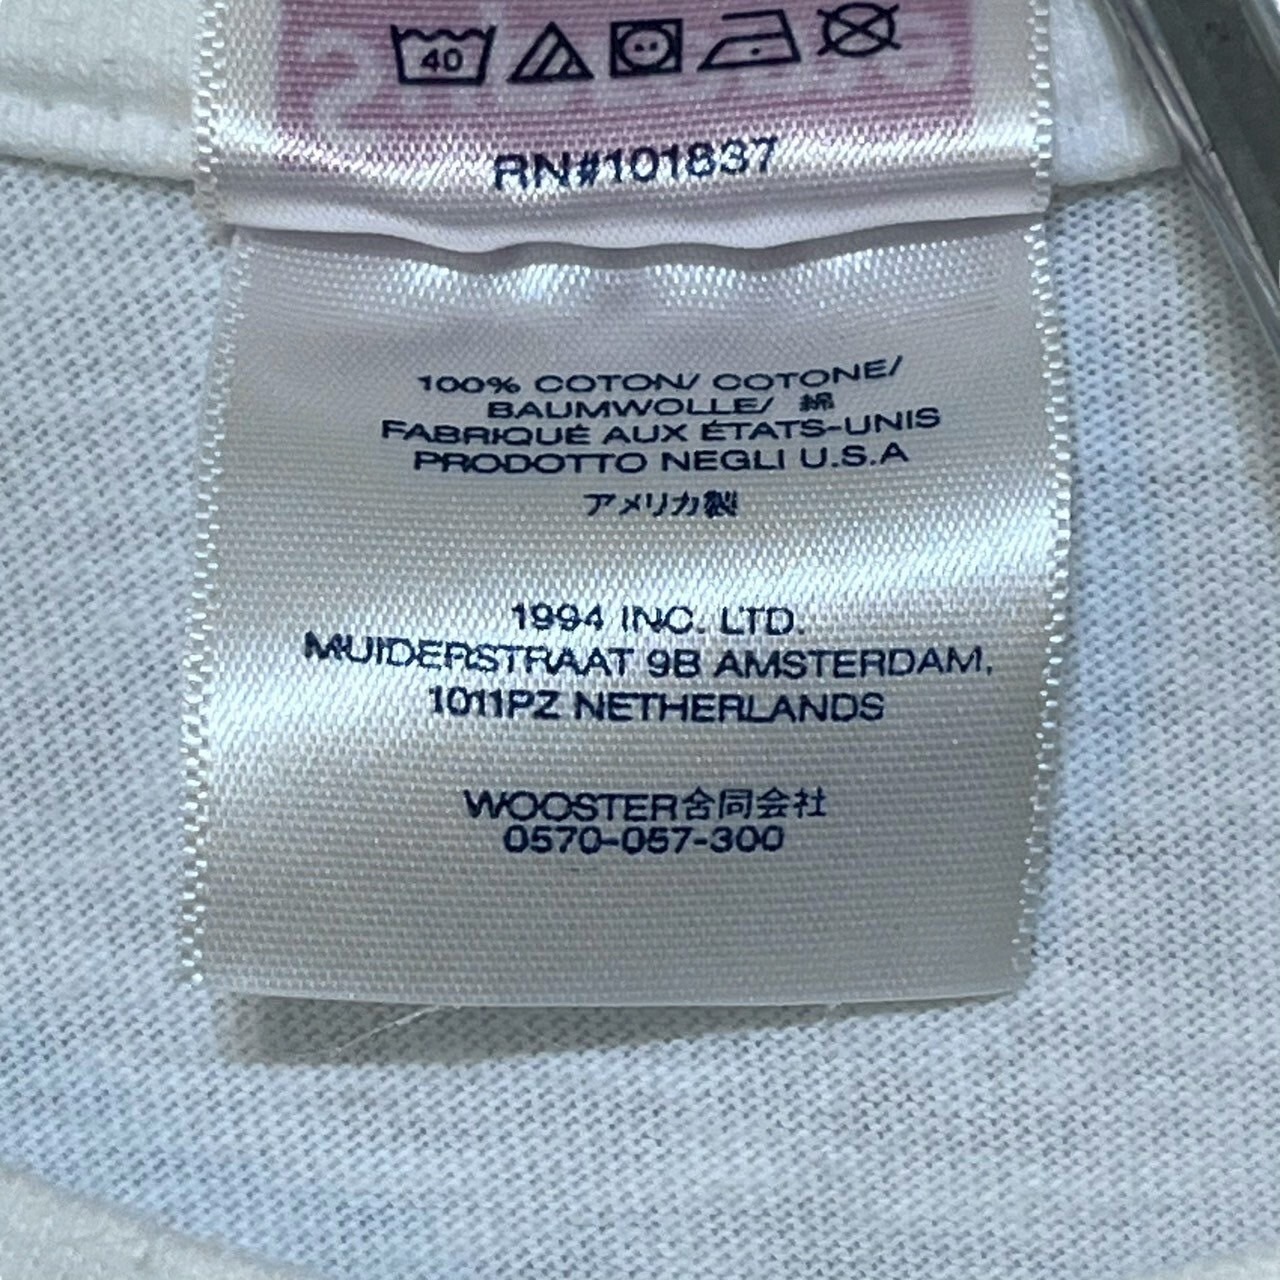 40
RN#101837
100% COTON/ COTONE/
BAUMWOLLE/ 綿
FABRIQUÉ AUX ÉTATS-UNIS
PRODOTTO NEGLI U.S.A
アメリカ製
1994 INC. LTD.
MUIDERSTRAAT 9B AMSTERDAM,
1011PZ NETHERLANDS
WOOSTER合同会社
0570-057-300